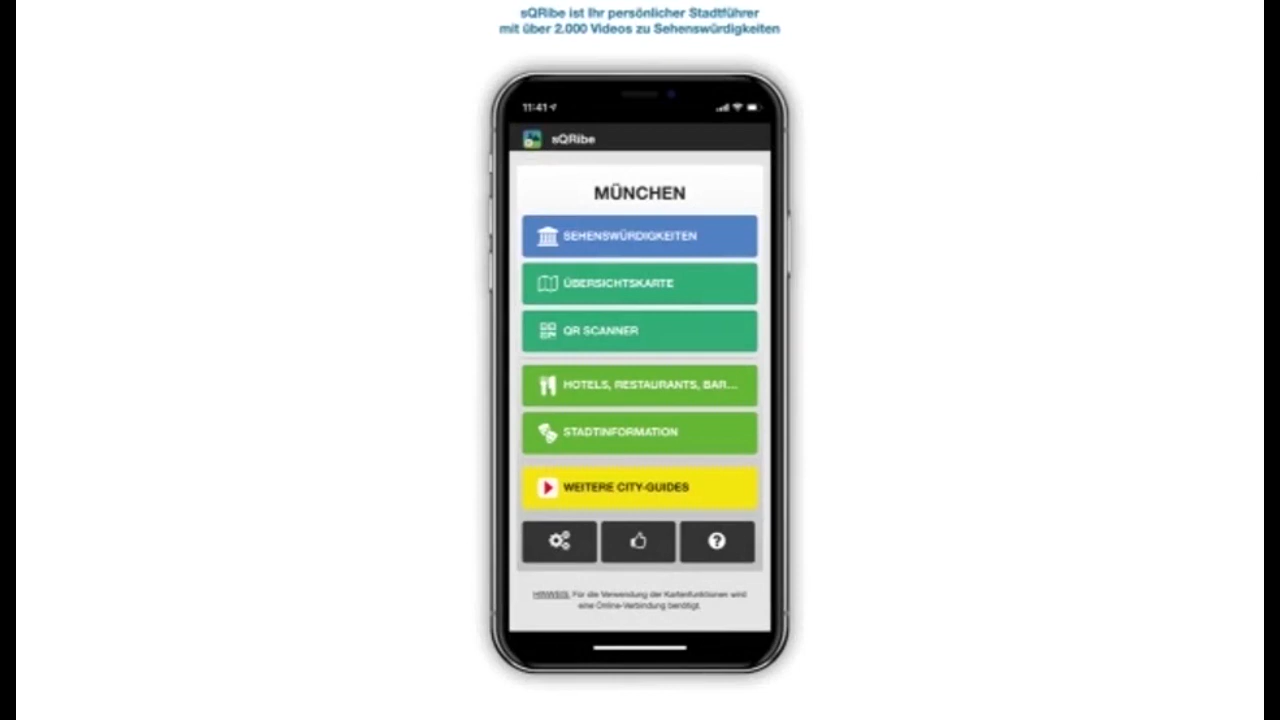 sQRibe ist Ihr persönlicher Stadtführer
mit über 2.000 Videos zu Sehenswürdigkeiten
11:41
sQRibe
MÜNCHEN
SEHENSWÜRDIGKEITEN
ÜBERSICHTSKARTE
QR SCANNER
HOTELS, RESTAURANTS, BAR...
STADTINFORMATION
WEITERE CITY-GUIDES
HINWEIS: Für die Verwendung der Kartenfunktionen wird
eine Online-Verbindung benötigt.